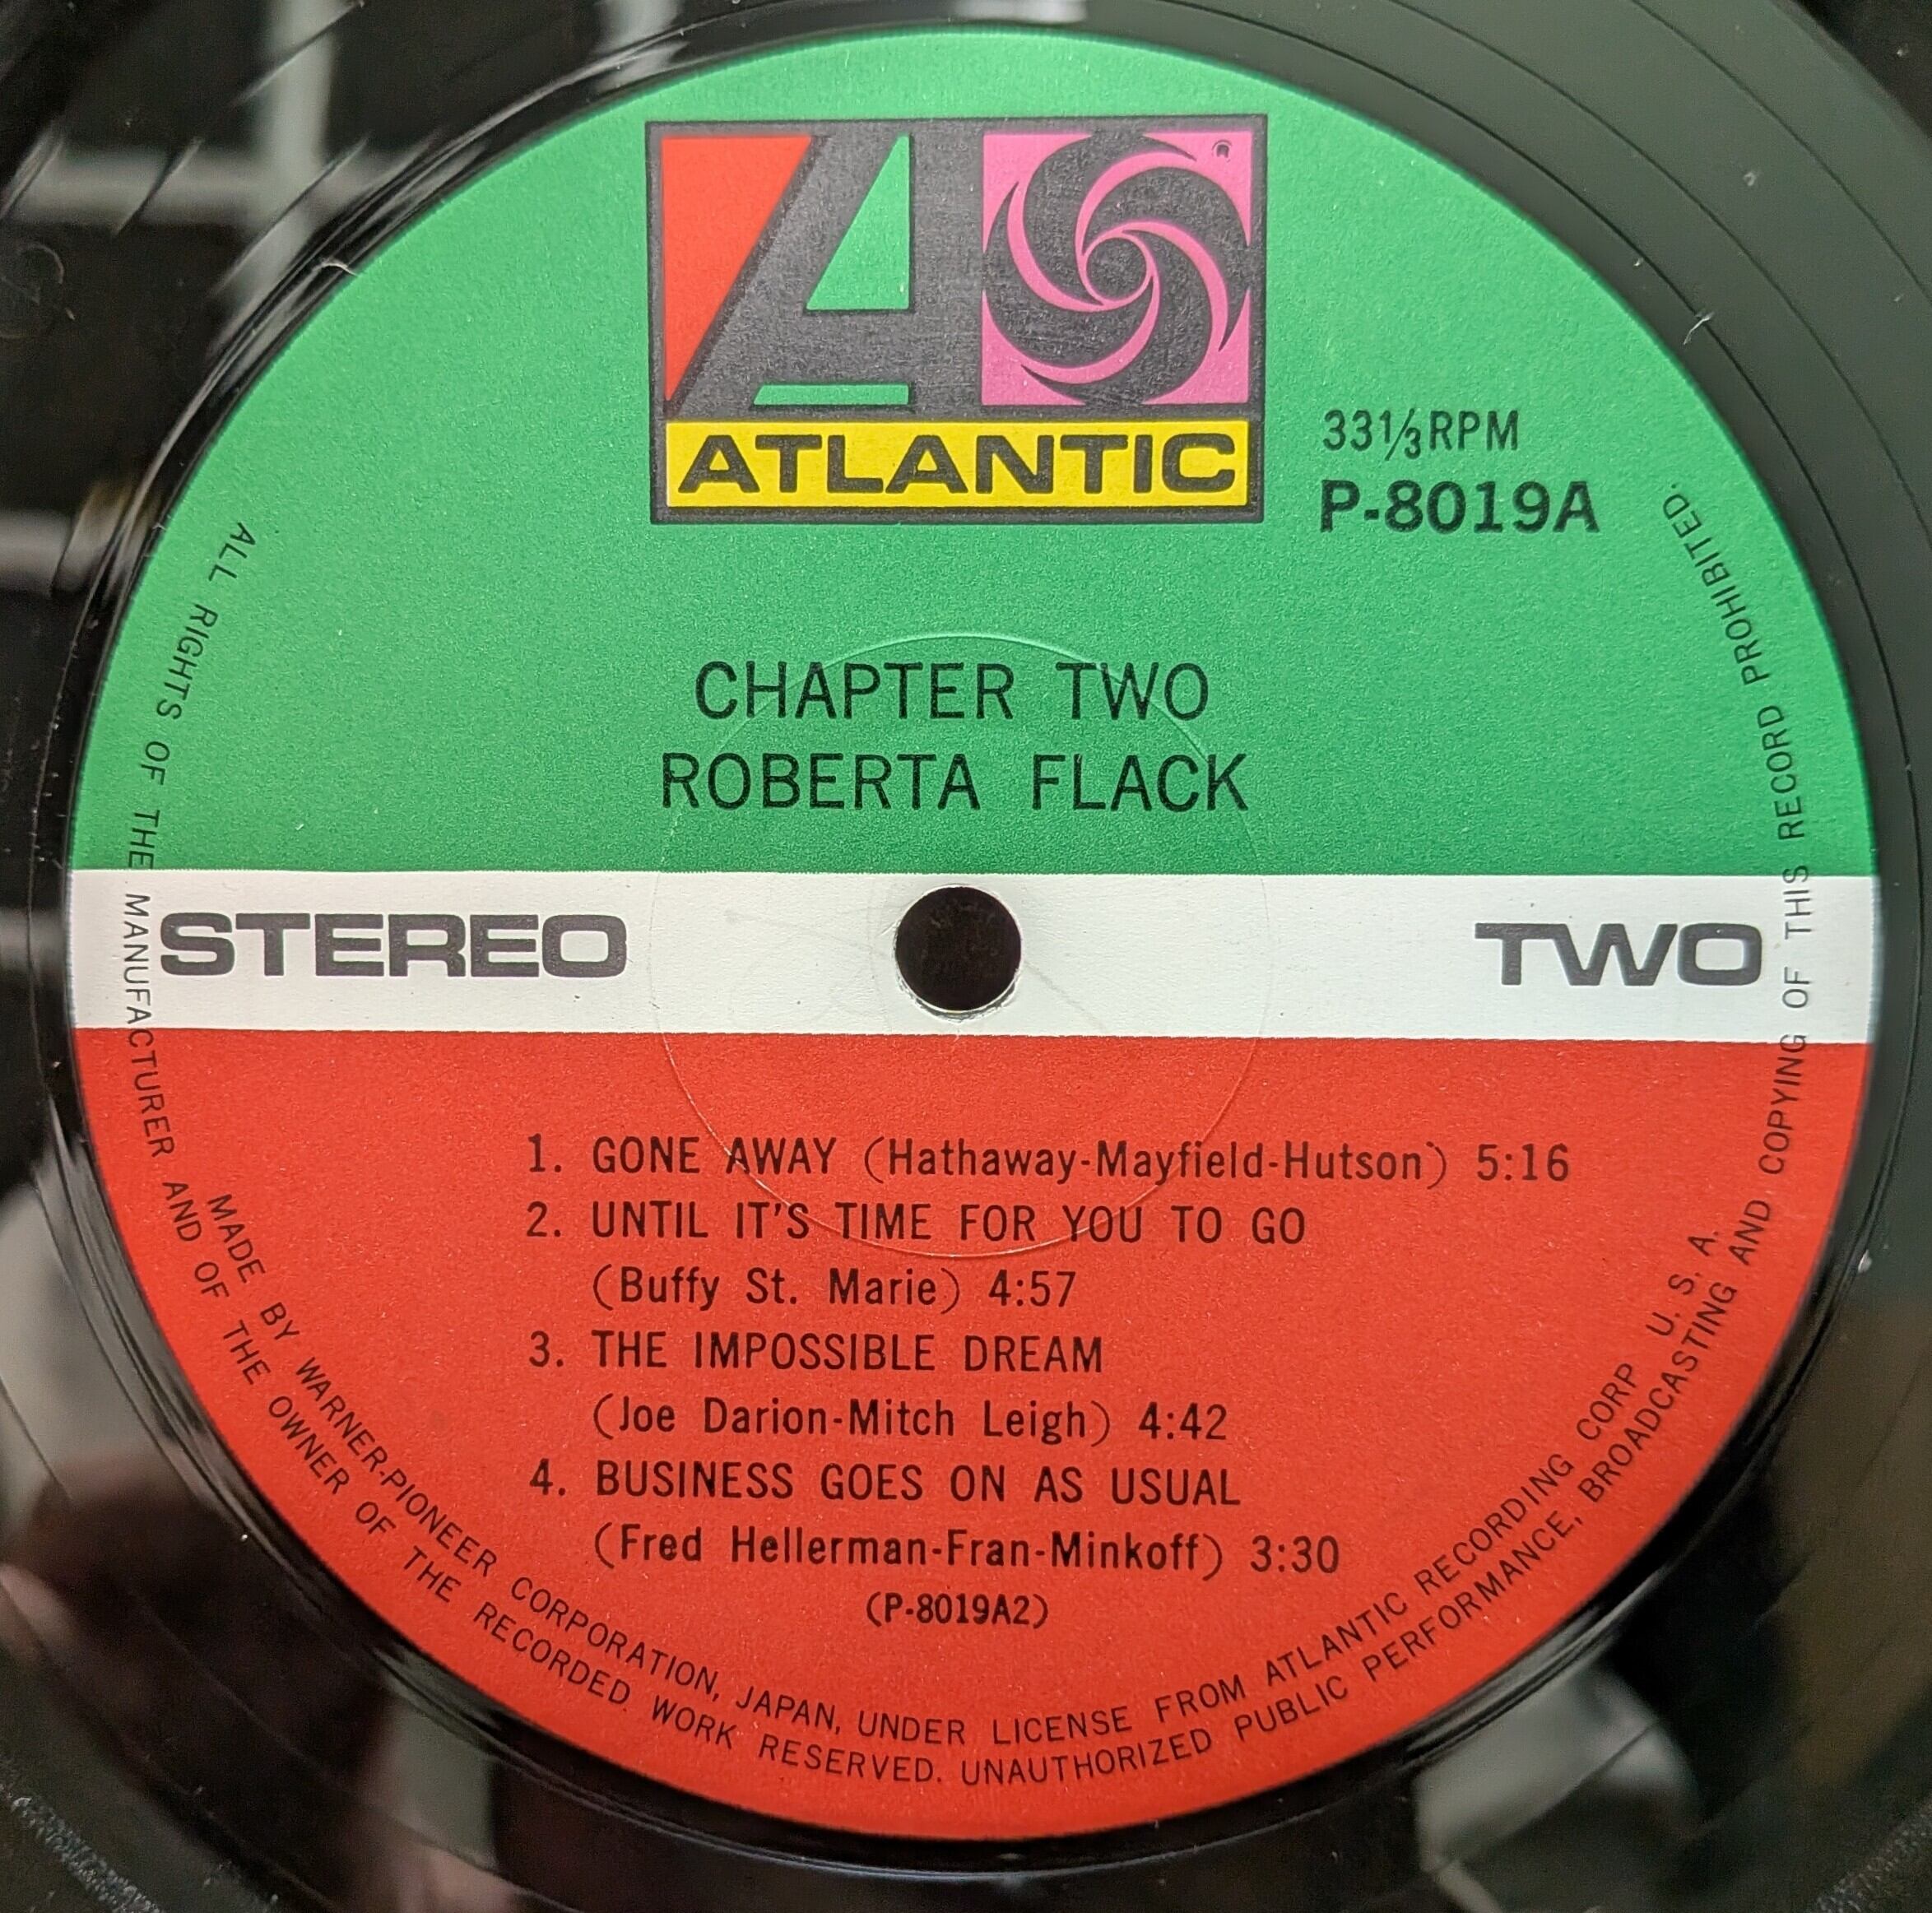 ATLANTIC
33⅓RPM
P-8019A
CHAPTER TWO
ROBERTA FLACK
STEREO
TWO
1. GONE AWAY (Hathaway-Mayfield-Hutson) 5:16
2. UNTIL IT'S TIME FOR YOU TO GO
(Buffy St. Marie) 4:57
3. THE IMPOSSIBLE DREAM
(Joe Darion-Mitch Leigh) 4:42
4. BUSINESS GOES ON AS USUAL
(Fred Hellerman-Fran-Minkoff) 3:30
(P-8019A2)
MADE BY WARNER-PIONEER CORPORATION, JAPAN, UNDER LICENSE FROM ATLANTIC RECORDING CORP U. S. A.
ALL RIGHTS OF THE MANUFACTURER AND OF THE OWNER OF THE RECORDED WORK RESERVED. UNAUTHORIZED PUBLIC PERFORMANCE, BROADCASTING AND COPYING OF THIS RECORD PROHIBITED.